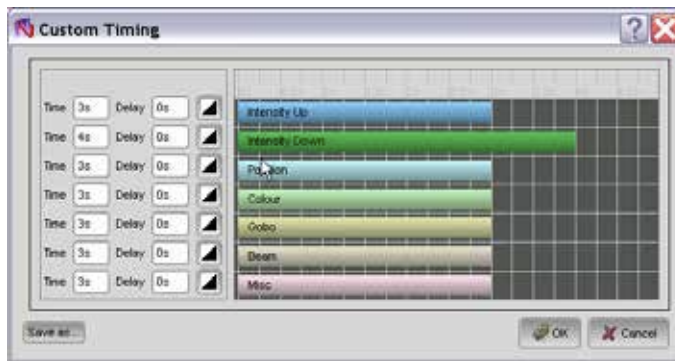 Custom Timing
Time 3s Delay 0s Intensity Up
Time 4s Delay 0s Intensity Down
Time 3s Delay 0s Position
Time 3s Delay 0s Colour
Time 3s Delay 0s Gobo
Time 3s Delay 0s Beam
Time 3s Delay 0s Misc
Save as...
OK
Cancel